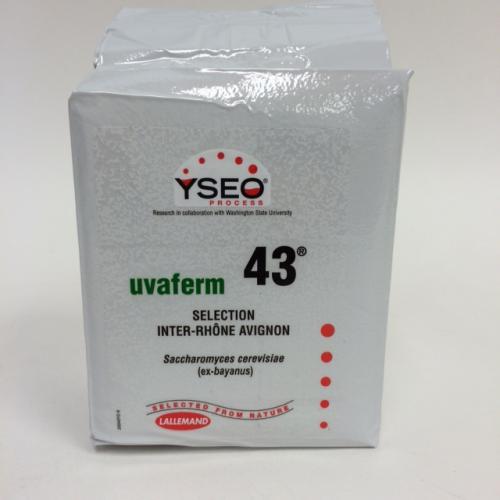 YSEO®
PROCESS
Research in collaboration with Washington State University
uvaferm 43®
SELECTION
INTER-RHÔNE AVIGNON
Saccharomyces cerevisiae
(ex-bayanus)
SELECTED FROM NATURE
LALLEMAND